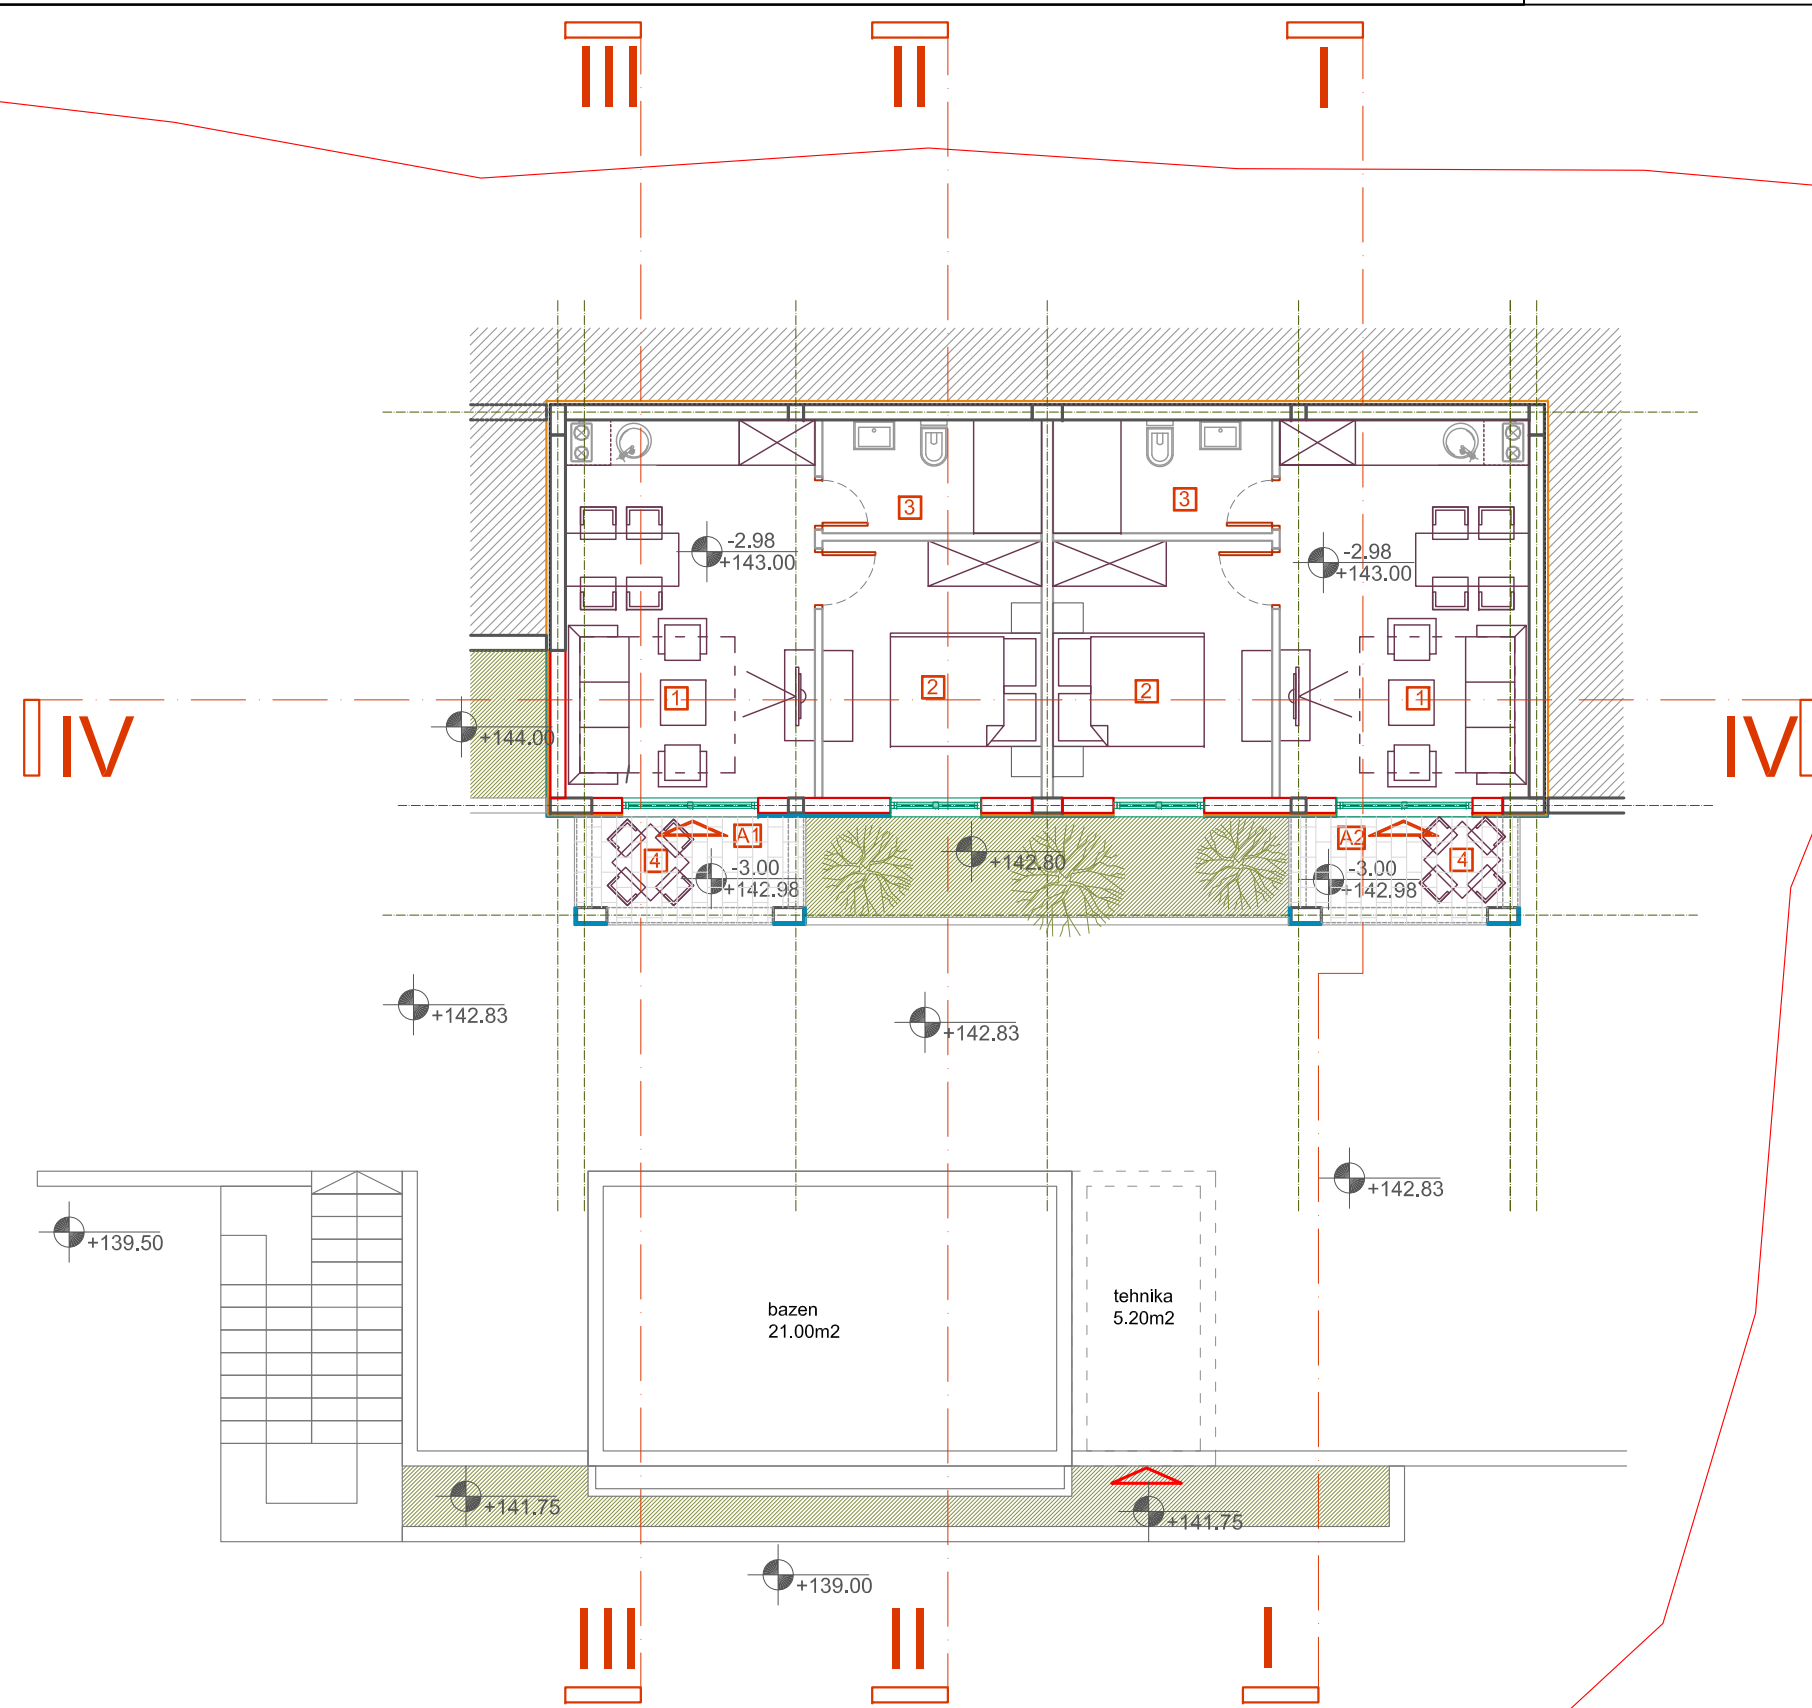 III
II
I
3
3
-2.98
+143.00
-2.98
+143.00
1
2
2
1
IV
+144.00
IV
A1
4
-3.00
+142.98
+142.80
A2
4
-3.00
+142.98
+142.83
+142.83
+142.83
+139.50
bazen
21.00m2
tehnika
5.20m2
+141.75
+141.75
+139.00
III
II
I